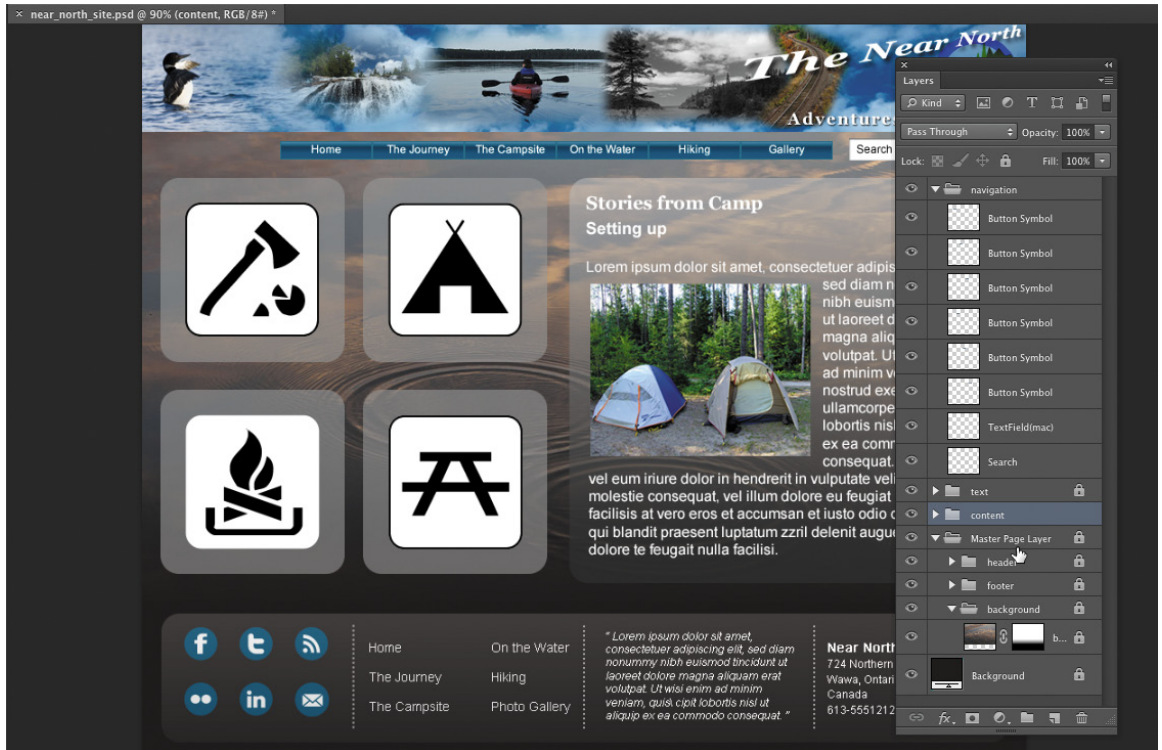 × near_north_site.psd @ 90% (content, RGB/8#) *
The Near North
Adventures
Home The Journey The Campsite On the Water Hiking Gallery Search
Stories from Camp
Setting up
Lorem ipsum dolor sit amet, consectetuer adipis
sed diam n
nibh euism
ut laoreet d
magna aliq
volutpat. Ut
ad minim v
nostrud exe
ullamcorpe
lobortis nisl
ex ea comm
consequat.
vel eum iriure dolor in hendrerit in vulputate veli
molestie consequat, vel illum dolore eu feugiat
facilisis at vero eros et accumsan et iusto odio
qui blandit praesent luptatum zzril delenit augu
dolore te feugait nulla facilisi.
Home
The Journey
The Campsite
On the Water
Hiking
Photo Gallery
" Lorem ipsum dolor sit amet,
consectetuer adipiscing elit, sed diam
nonummy nibh euismod tincidunt ut
laoreet dolore magna aliquam erat
volutpat. Ut wisi enim ad minim
veniam, quis cipit lobortis nisl ut
aliquip ex ea commodo consequat. "
Near North
724 Northern
Wawa, Ontari
Canada
613-5551212
Layers
Kind
Pass Through Opacity: 100%
Lock: Fill: 100%
navigation
Button Symbol
Button Symbol
Button Symbol
Button Symbol
Button Symbol
Button Symbol
TextField(mac)
Search
text
content
Master Page Layer
header
footer
background
b...
Background
fx